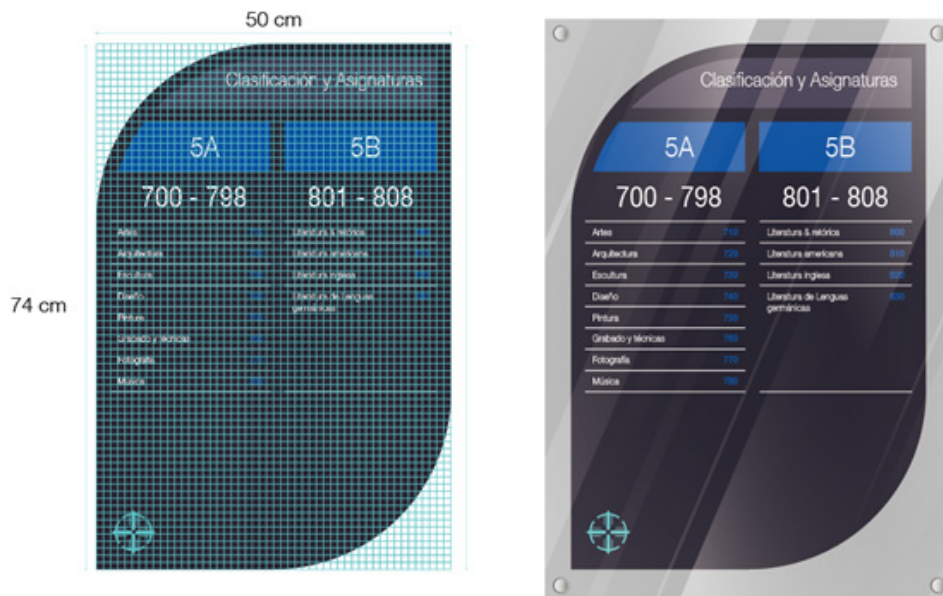 50 cm
74 cm
Clasificación y Asignaturas
5A
5B
700 - 798
801 - 808
Artes
Arquitectura
Escultura
Diseño
Pintura
Grabado y técnicas
Fotografía
Música
Literatura & retórica
Literatura americana
Literatura inglesa
Literatura de Lenguas
germánicas
Clasificación y Asignaturas
5A
5B
700 - 798
801 - 808
Artes 710
Arquitectura 720
Escultura 730
Diseño 740
Pintura 750
Grabado y técnicas 760
Fotografía 770
Música 780
Literatura & retórica 800
Literatura americana 810
Literatura inglesa 820
Literatura de Lenguas 830
germánicas